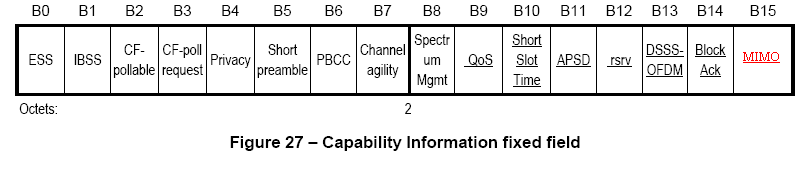 B0 B1 B2 B3 B4 B5 B6 B7 B8 B9 B10 B11 B12 B13 B14 B15
ESS IBSS CF-pollable CF-poll request Privacy Short preamble PBCC Channel agility Spectrum Mgmt QoS Short Slot Time APSD rsrv DSSS-OFDM Block Ack MIMO
Octets: 2
Figure 27 – Capability Information fixed field